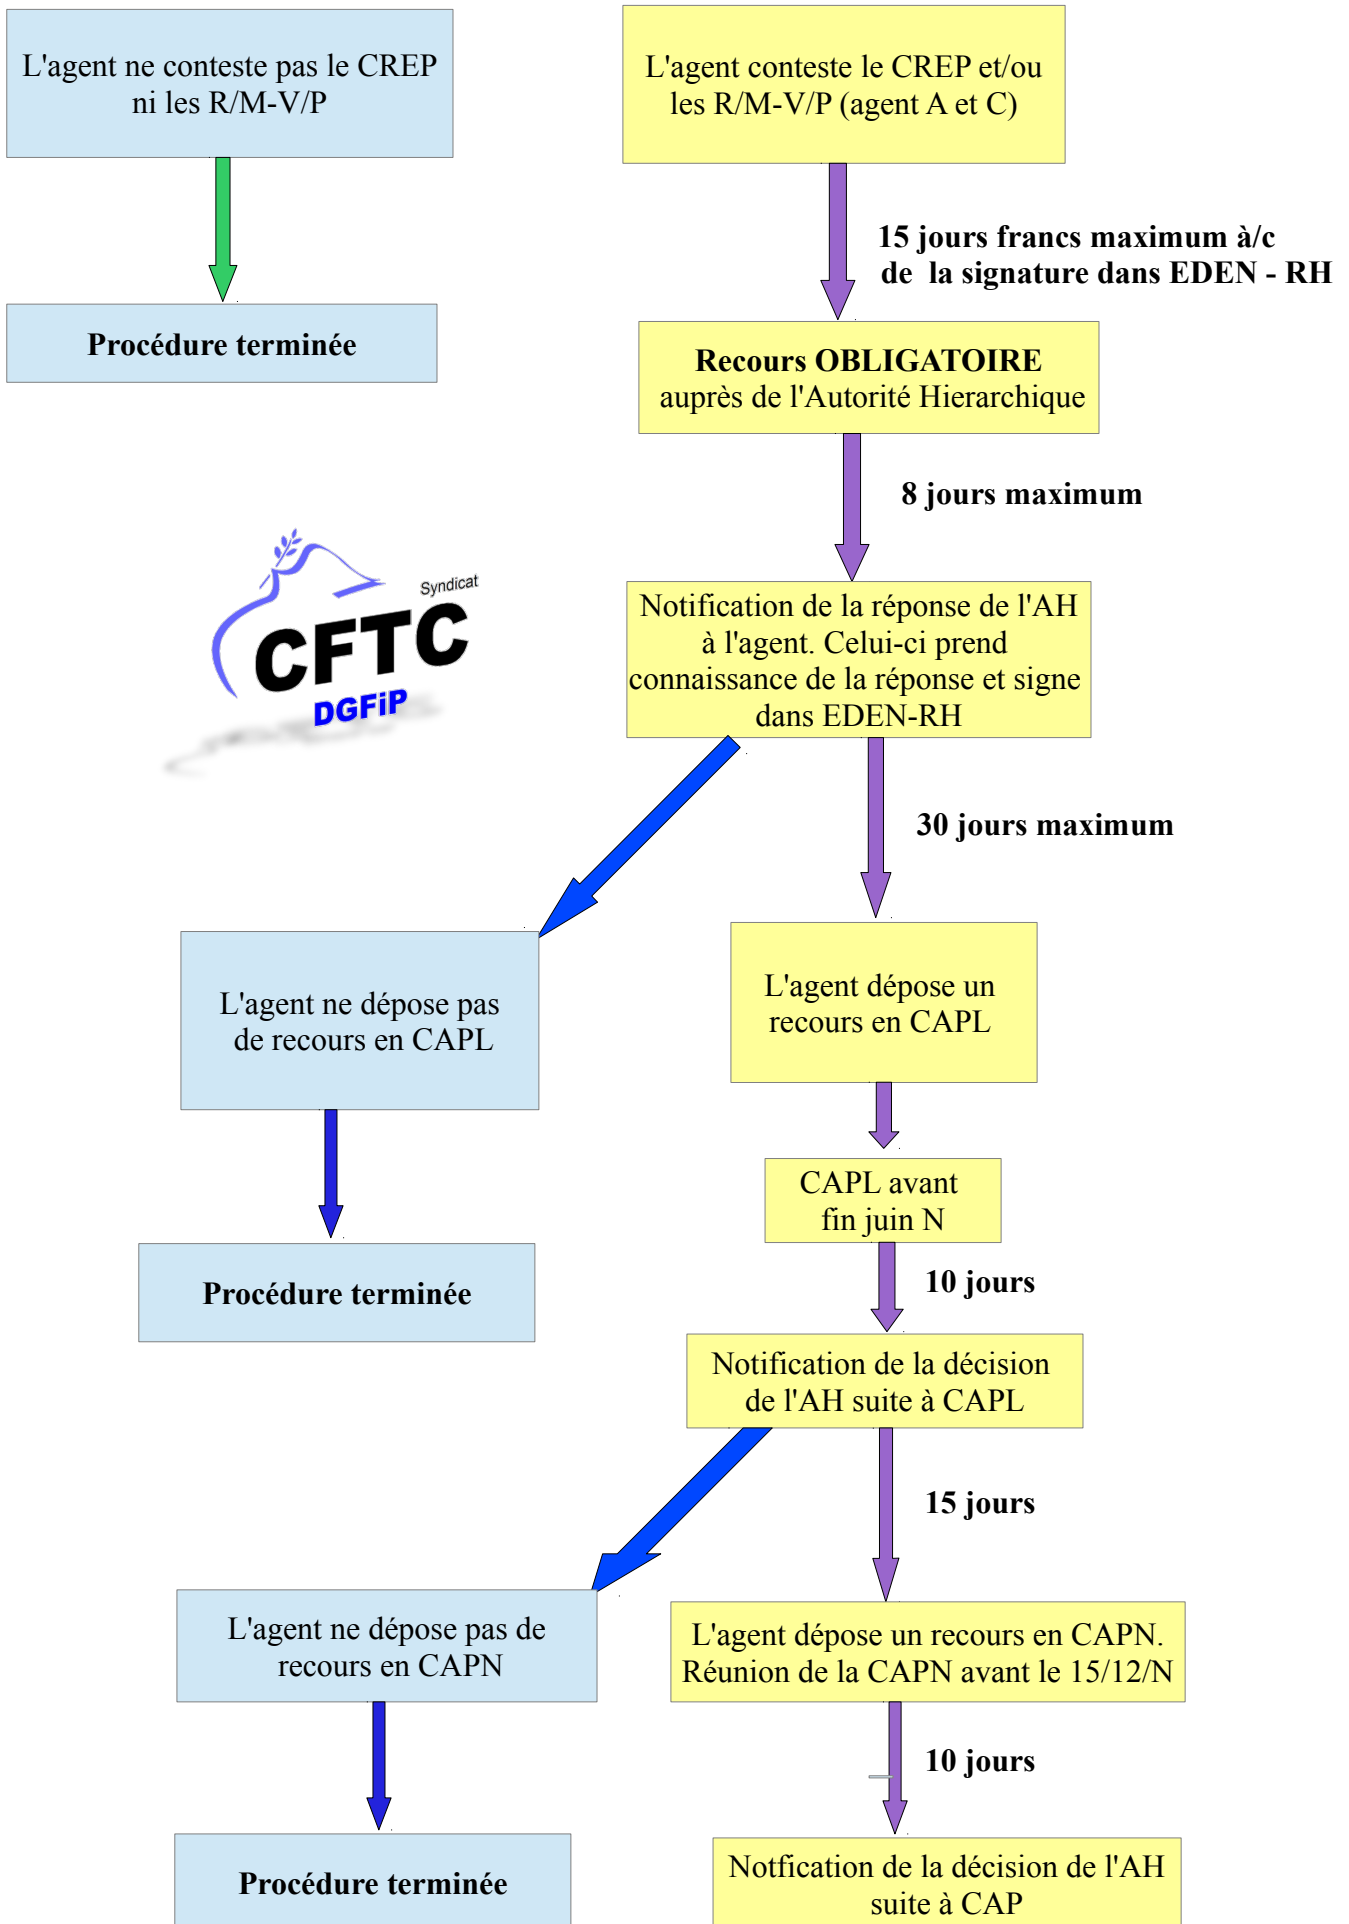 L'agent ne conteste pas le CREP
ni les R/M-V/P
L'agent conteste le CREP et/ou
les R/M-V/P (agent A et C)
15 jours francs maximum à/c
de la signature dans EDEN - RH
Procédure terminée
Recours OBLIGATOIRE
auprès de l'Autorité Hierarchique
8 jours maximum
Syndicat
CFTC
DGFiP
Notification de la réponse de l'AH
à l'agent. Celui-ci prend
connaissance de la réponse et signe
dans EDEN-RH
30 jours maximum
L'agent ne dépose pas
de recours en CAPL
L'agent dépose un
recours en CAPL
CAPL avant
fin juin N
10 jours
Procédure terminée
Notification de la décision
de l'AH suite à CAPL
15 jours
L'agent ne dépose pas de
recours en CAPN
L'agent dépose un recours en CAPN.
Réunion de la CAPN avant le 15/12/N
10 jours
Procédure terminée
Notfication de la décision de l'AH
suite à CAP